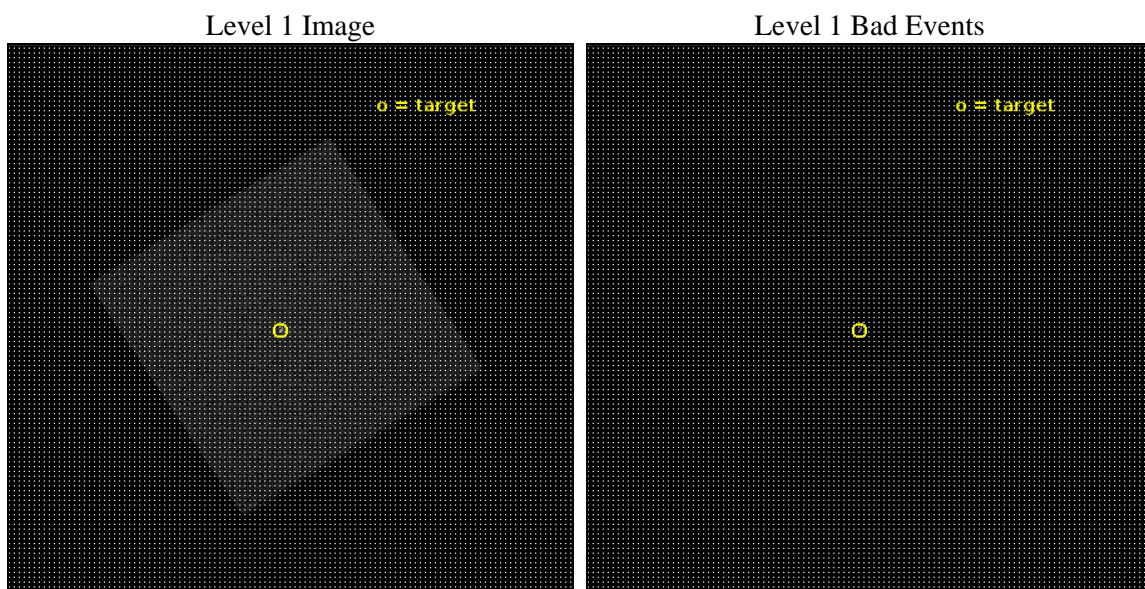 Level 1 Image
Level 1 Bad Events
o = target
o = target